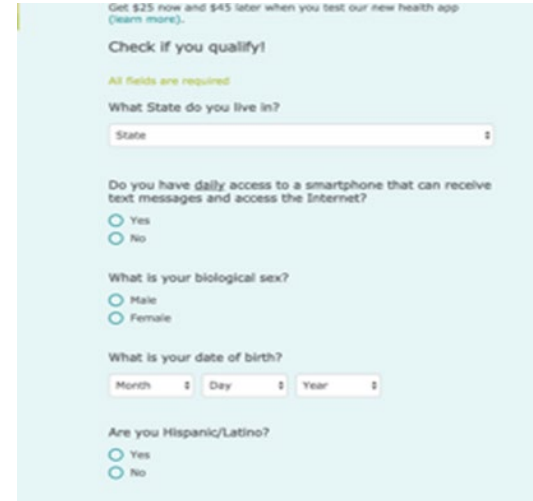 Get $25 now and $45 later when you test our new health app
(learn more).
Check if you qualify!
All fields are required
What State do you live in?
State
Do you have daily access to a smartphone that can receive
text messages and access the Internet?
Yes
No
What is your biological sex?
Male
Female
What is your date of birth?
Month Day Year
Are you Hispanic/Latino?
Yes
No